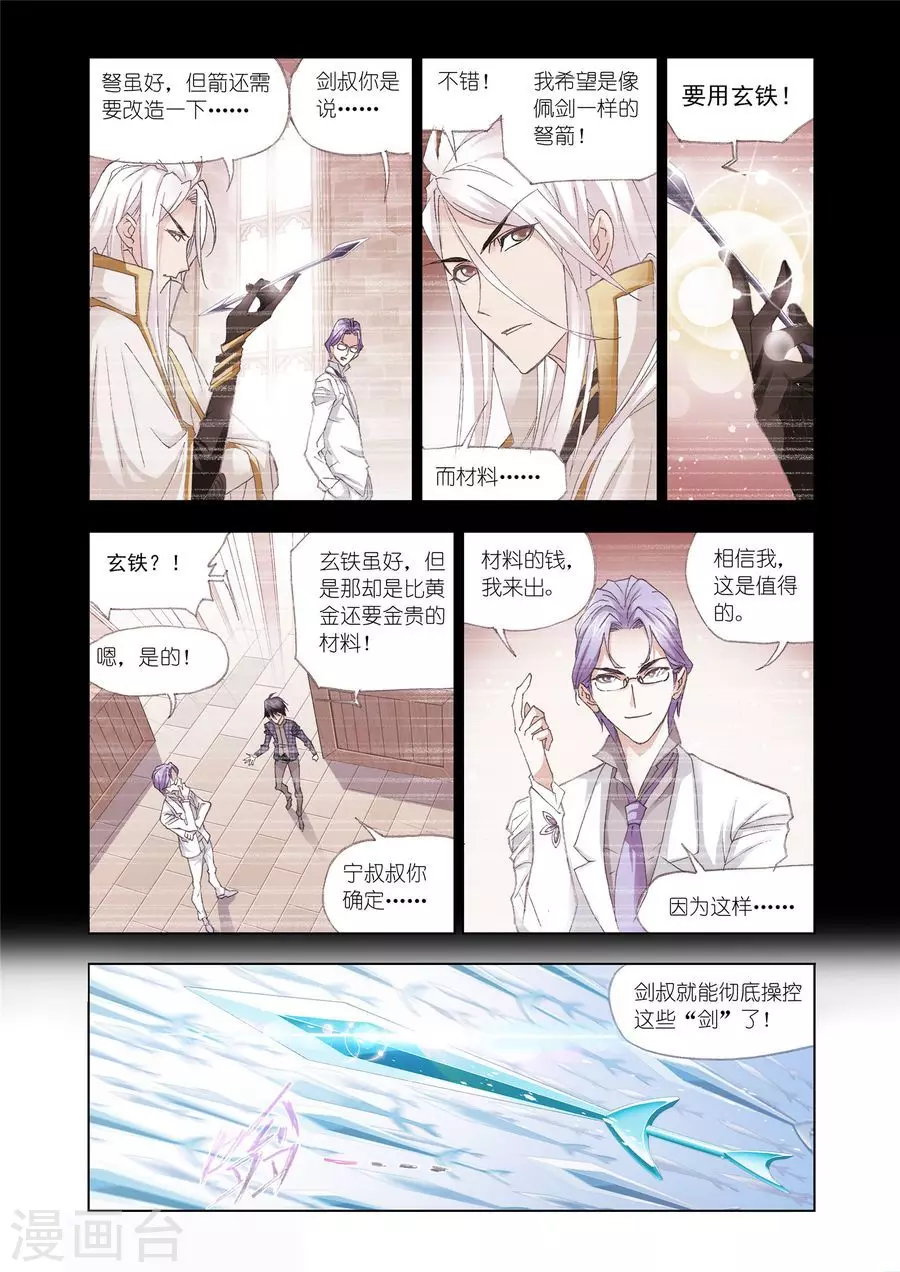 弩虽好，但箭还需
要改造一下……
剑叔你是
说……
不错！
我希望是像
佩剑一样的
弩箭！
而材料……
要用玄铁！
玄铁？！
嗯，是的！
玄铁虽好，但
是那却是比黄
金还要金贵的
材料！
宁叔叔你
确定……
材料的钱，
我来出。
相信我，
这是值得
的。
因为这样……
剑叔就能彻底操控
这些“剑”了！
漫画台